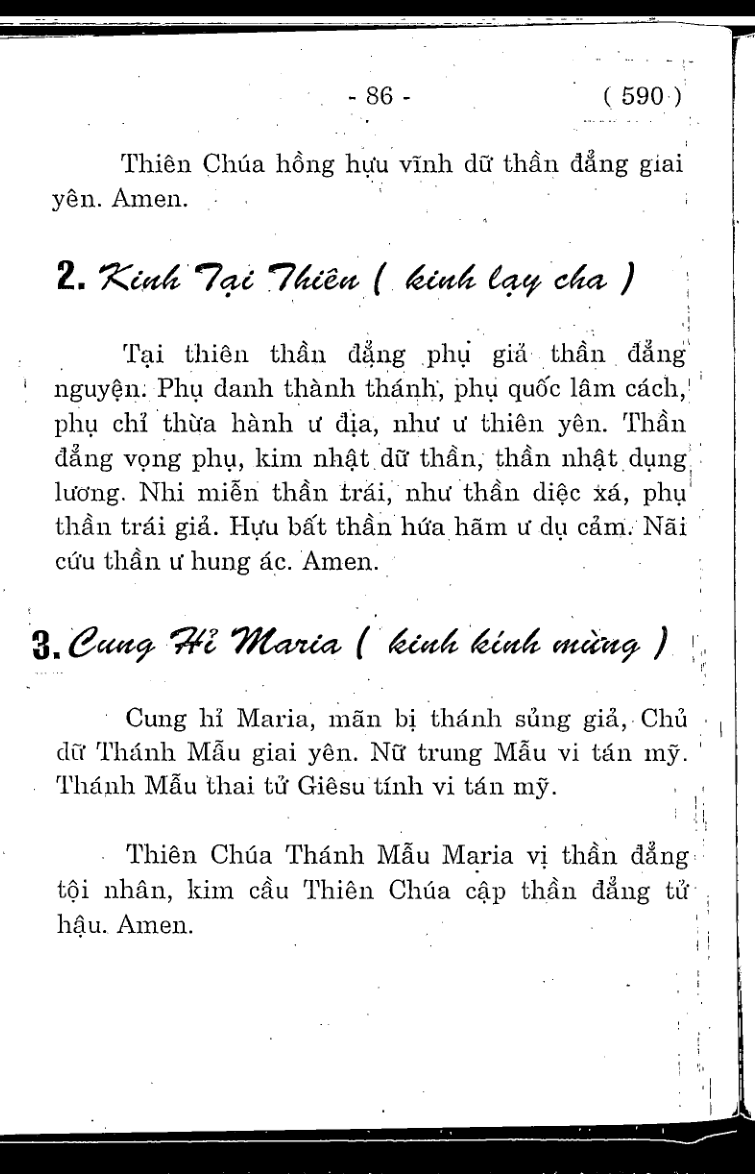 - 86 - ( 590 )
Thiên Chúa hồng hựu vĩnh dữ thần đẳng giai
yên. Amen.
2. Kinh Tại Thiên ( kinh lạy cha )
Tại thiên thần đặng phụ giả thần đẳng
nguyện. Phụ danh thành thánh, phụ quốc lâm cách,
phụ chỉ thừa hành ư địa, như ư thiên yên. Thần
đẳng vọng phụ, kim nhật dữ thần, thần nhật dụng
lương. Nhi miễn thần trái, như thần diệc xá, phụ
thần trái giả. Hựu bất thần hứa hãm ư dụ cảm. Nãi
cứu thần ư hung ác. Amen.
3. Cung Hỉ Maria ( kinh kính mừng )
Cung hỉ Maria, mãn bị thánh sủng giả, Chủ
dữ Thánh Mẫu giai yên. Nữ trung Mẫu vi tán mỹ.
Thánh Mẫu thai tử Giêsu tính vi tán mỹ.
Thiên Chúa Thánh Mẫu Maria vị thần đẳng
tội nhân, kim cầu Thiên Chúa cập thần đẳng tử
hậu. Amen.